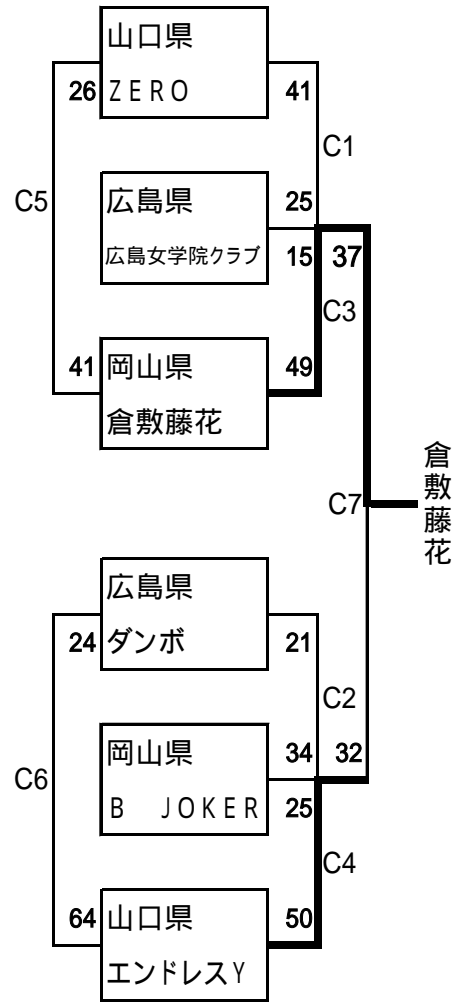 山口県
26 ZERO 41
C1
C5 広島県 25
広島女学院クラブ 15 37
C3
41 岡山県 49
倉敷藤花
倉敷藤花
C7
広島県
24 ダンボ 21
C2
岡山県 34 32
C6
B JOKER 25
C4
64 山口県 50
エンドレスY